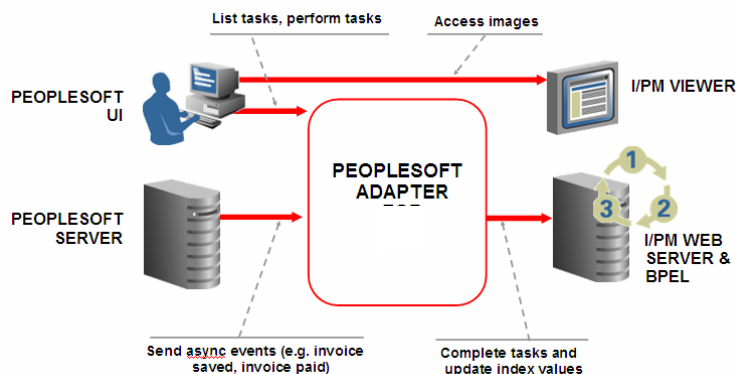 List tasks, perform tasks
Access images
PEOPLESOFT
UI
I/PM VIEWER
PEOPLESOFT
ADAPTER
1
2
3
PEOPLESOFT
SERVER
I/PM WEB
SERVER &
BPEL
Send async events (e.g. invoice
saved, invoice paid)
Complete tasks and
update index values